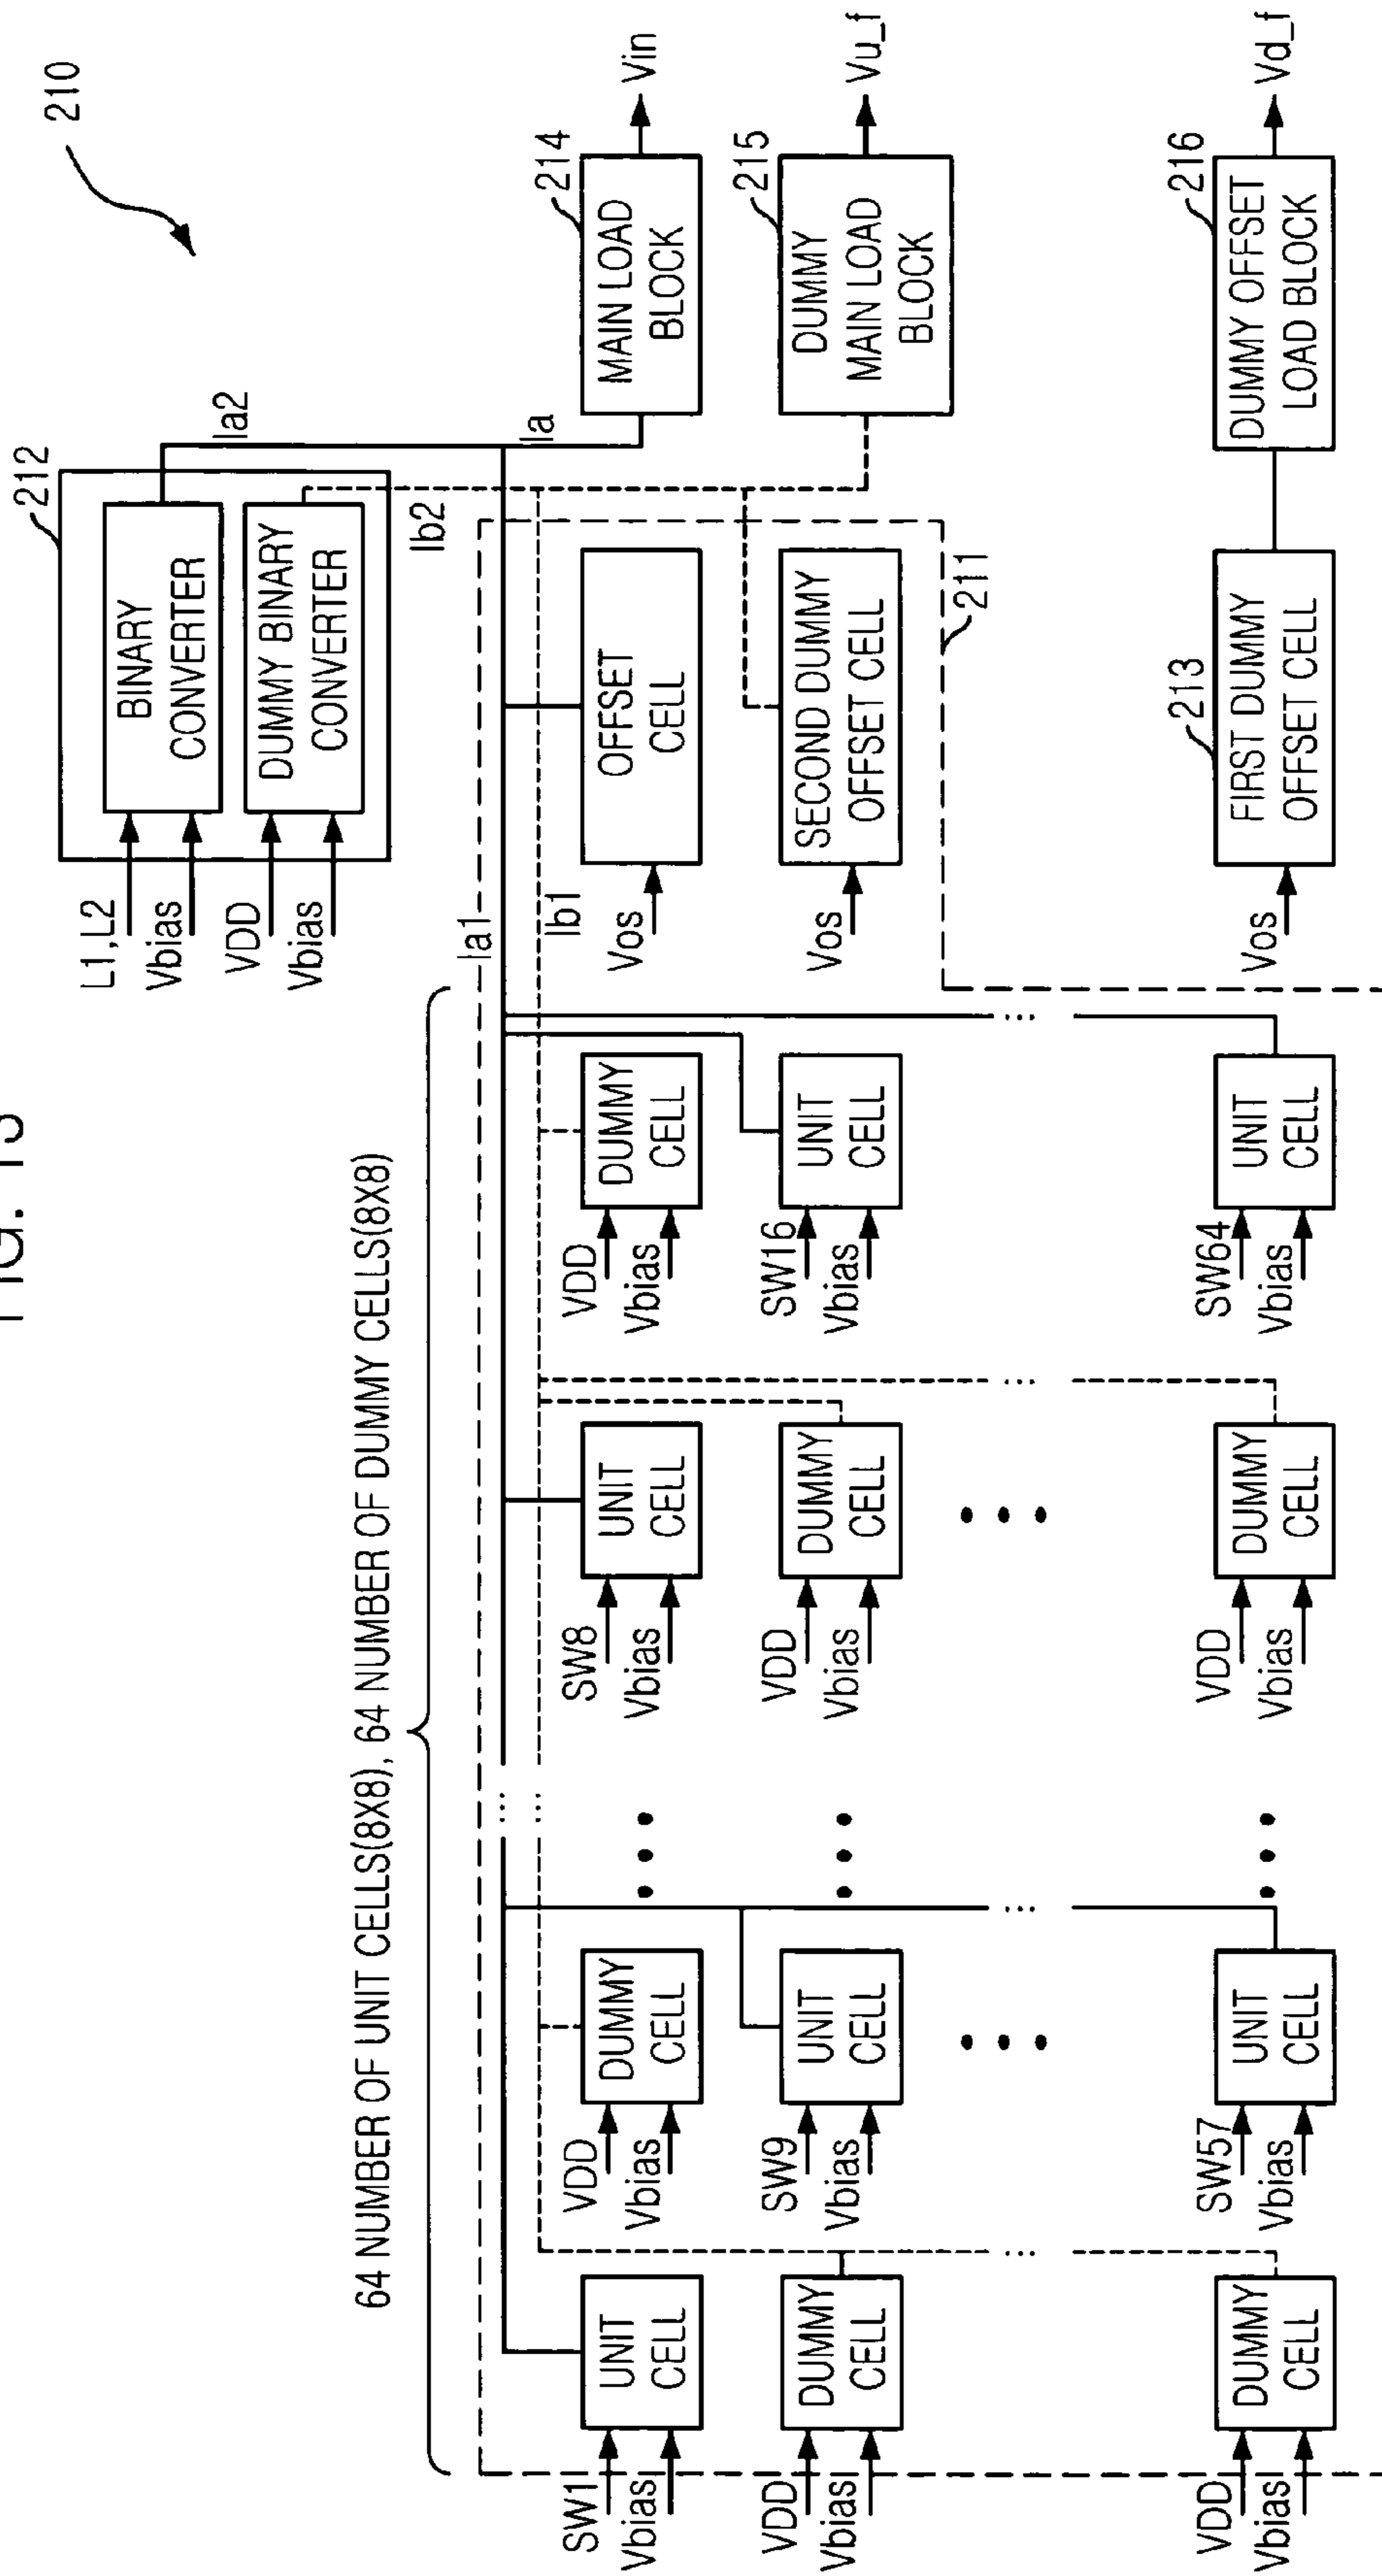 FIG.
210
212
L1,L2
Vbias
BINARY
CONVERTER
Ia2
VDD
Vbias
DUMMY BINARY
CONVERTER
64 NUMBER OF UNIT CELLS(8X8), 64 NUMBER OF DUMMY CELLS(8X8)
Ib2
Ia1
Ia
Ib1
SW1
Vbias
UNIT
CELL
VDD
Vbias
DUMMY
CELL
...
SW8
Vbias
UNIT
CELL
VDD
Vbias
DUMMY
CELL
Vos
OFFSET
CELL
214
MAIN LOAD
BLOCK
Vin
VDD
Vbias
DUMMY
CELL
SW9
Vbias
UNIT
CELL
...
VDD
Vbias
DUMMY
CELL
SW16
Vbias
UNIT
CELL
Vos
SECOND DUMMY
OFFSET CELL
211
215
DUMMY
MAIN LOAD
BLOCK
Vu_f
VDD
Vbias
DUMMY
CELL
SW57
Vbias
UNIT
CELL
...
VDD
Vbias
DUMMY
CELL
SW64
Vbias
UNIT
CELL
Vos
213
FIRST DUMMY
OFFSET CELL
216
DUMMY OFFSET
LOAD BLOCK
Vd_f